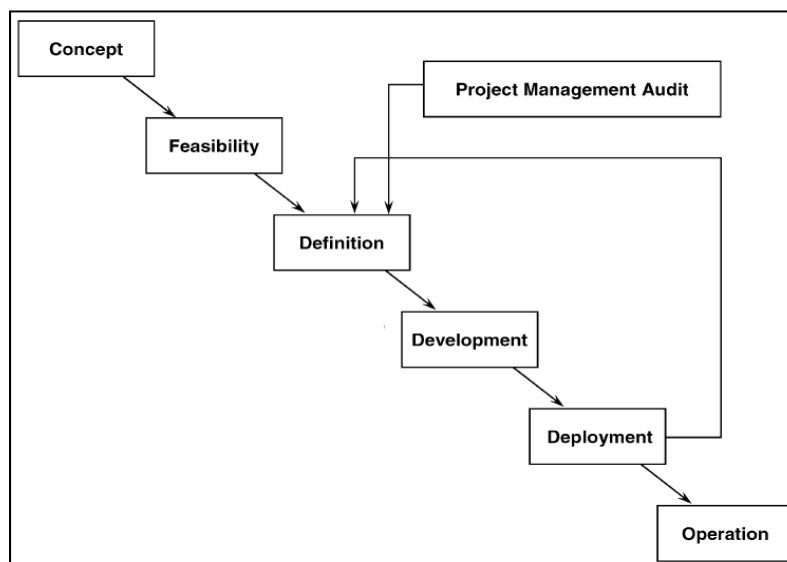 Concept
Project Management Audit
Feasibility
Definition
Development
Deployment
Operation